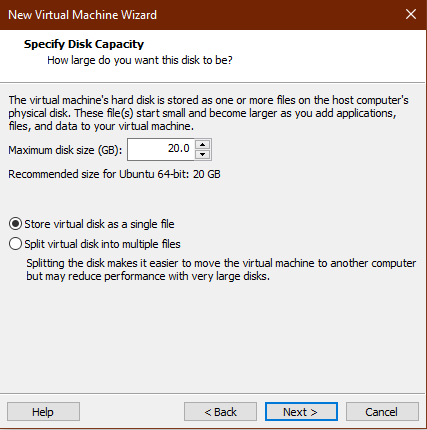 New Virtual Machine Wizard
Specify Disk Capacity
How large do you want this disk to be?
The virtual machine's hard disk is stored as one or more files on the host computer's
physical disk. These file(s) start small and become larger as you add applications,
files, and data to your virtual machine.
Maximum disk size (GB): 20.0
Recommended size for Ubuntu 64-bit: 20 GB
Store virtual disk as a single file
Split virtual disk into multiple files
Splitting the disk makes it easier to move the virtual machine to another computer
but may reduce performance with very large disks.
Help < Back Next > Cancel